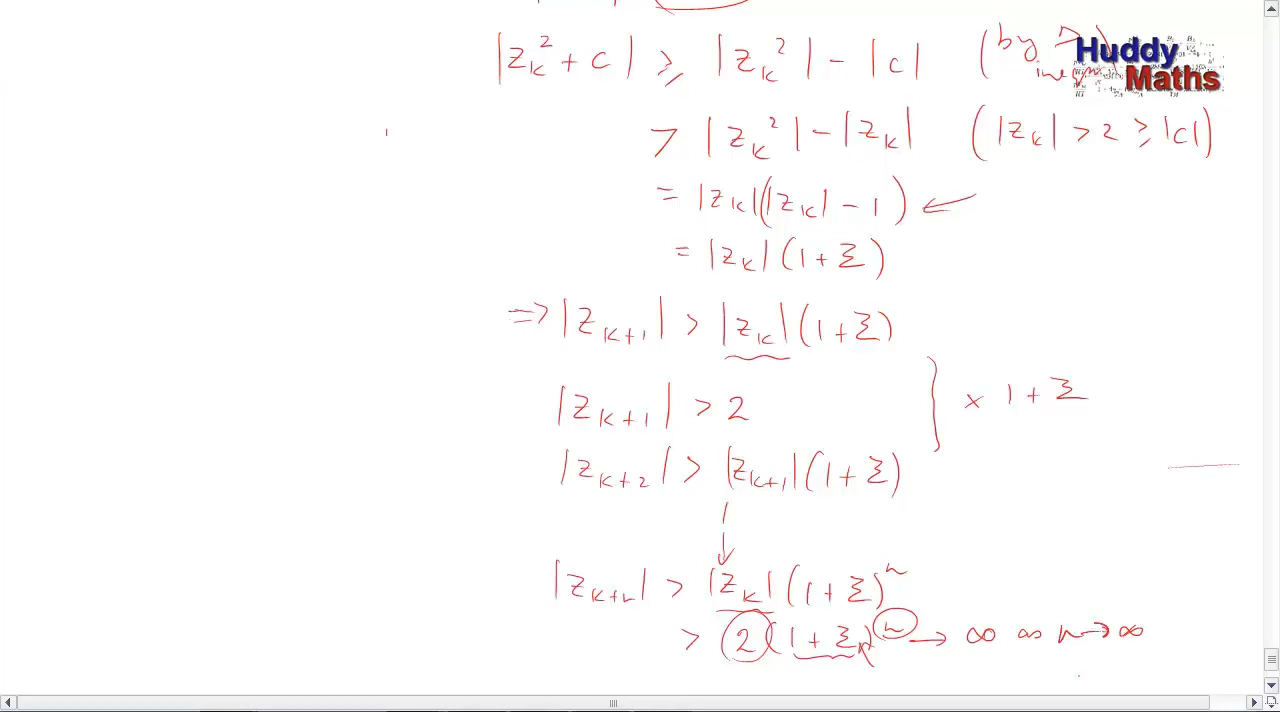 |z_k^2 + c| ≥ |z_k^2| - |c| (by
Huddy
Maths
> |z_k^2| - |z_k| (|z_k| > 2 ≥ |c|)
= |z_k|(|z_k| - 1) ←
= |z_k| (1 + Σ)
=> |z_{k+1}| > |z_k| (1 + Σ)
|z_{k+1}| > 2 } × 1 + Σ
|z_{k+2}| > |z_{k+1}| (1 + Σ)
↓
|z_{k+n}| > |z_k| (1 + Σ)^n
> 2 (1 + Σ)^n → ∞ as n → ∞